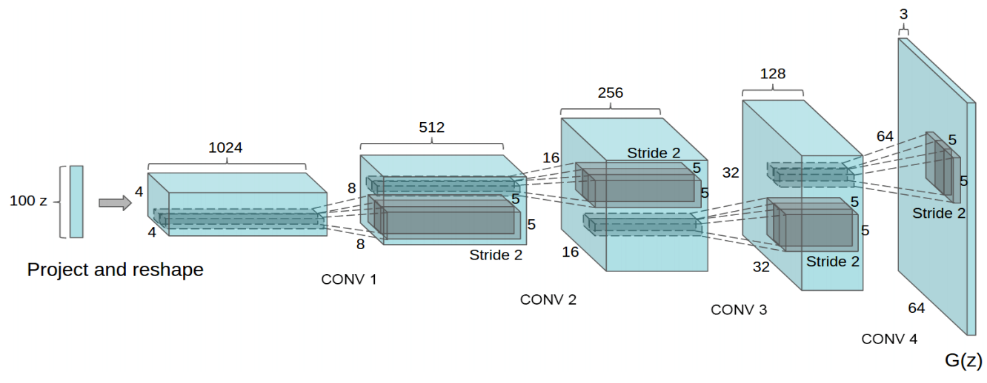 100 z
Project and reshape
1024
4
4
512
8
8
5
5
Stride 2
CONV 1
256
16
16
Stride 2
5
5
CONV 2
128
32
32
5
5
Stride 2
CONV 3
3
64
64
5
5
Stride 2
CONV 4
G(z)